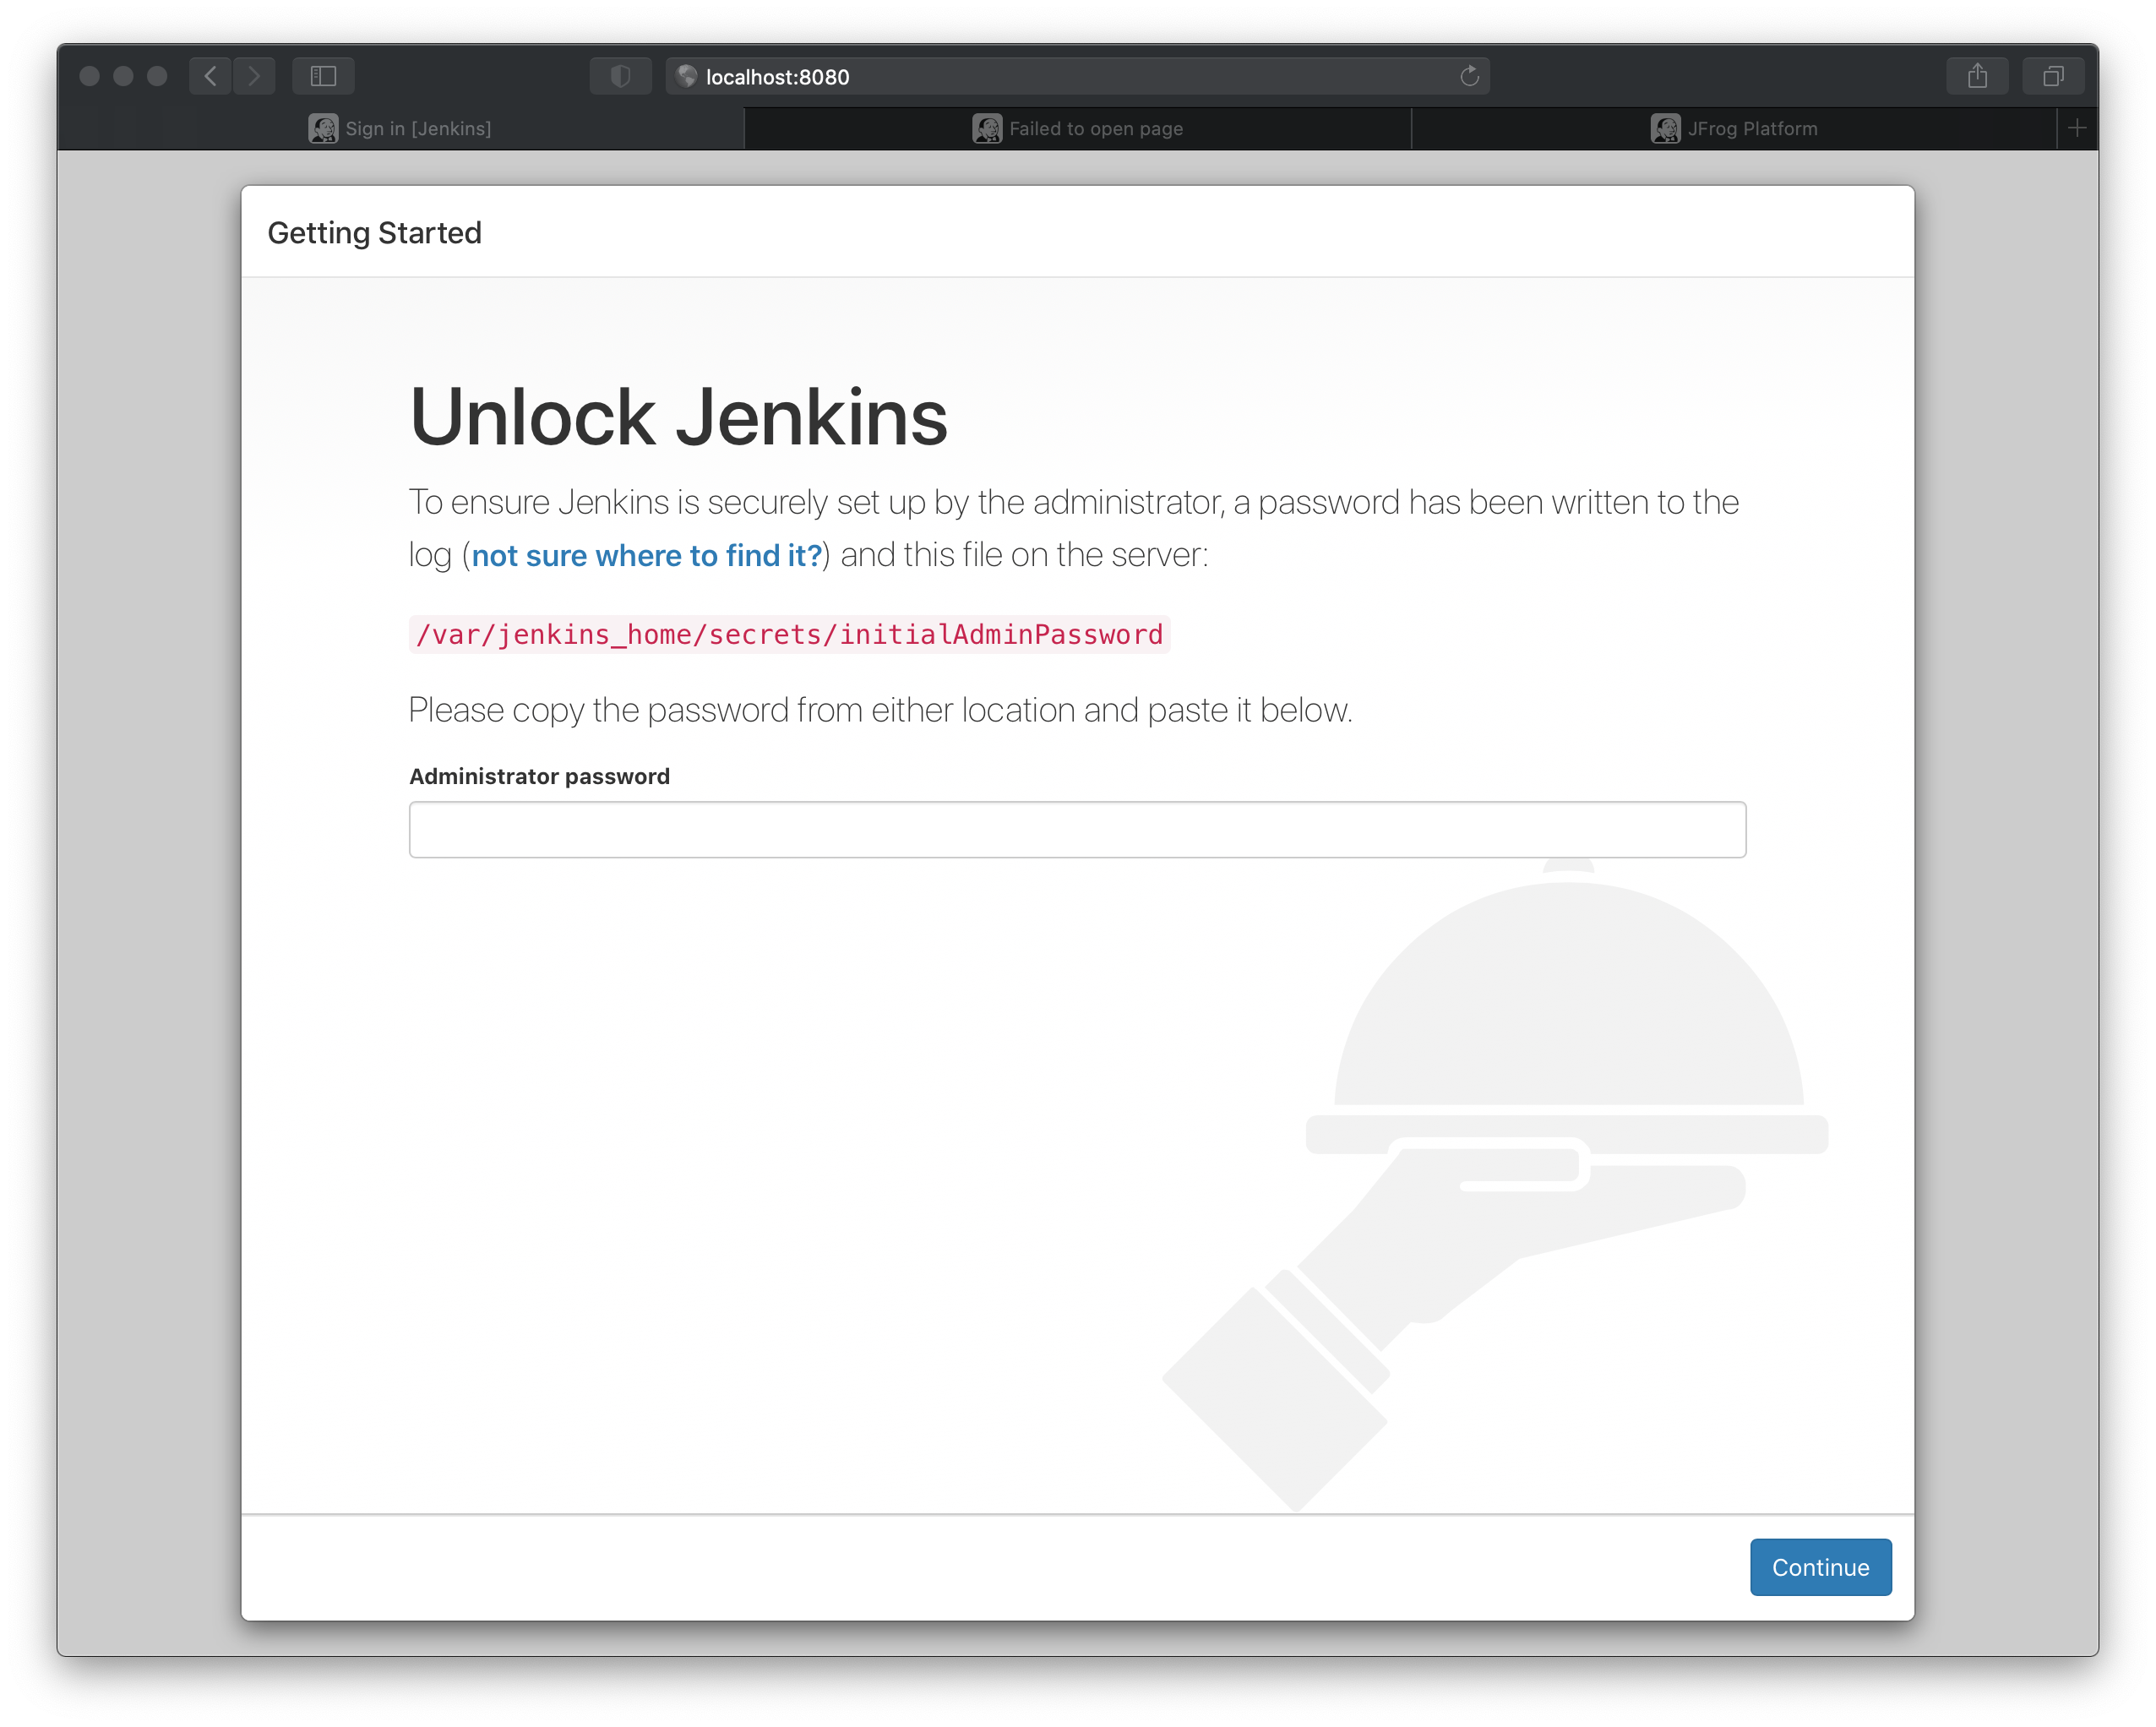 localhost:8080
Sign in [Jenkins]
Failed to open page
JFrog Platform
Getting Started
Unlock Jenkins
To ensure Jenkins is securely set up by the administrator, a password has been written to the
log (not sure where to find it?) and this file on the server:
/var/jenkins_home/secrets/initialAdminPassword
Please copy the password from either location and paste it below.
Administrator password
Continue